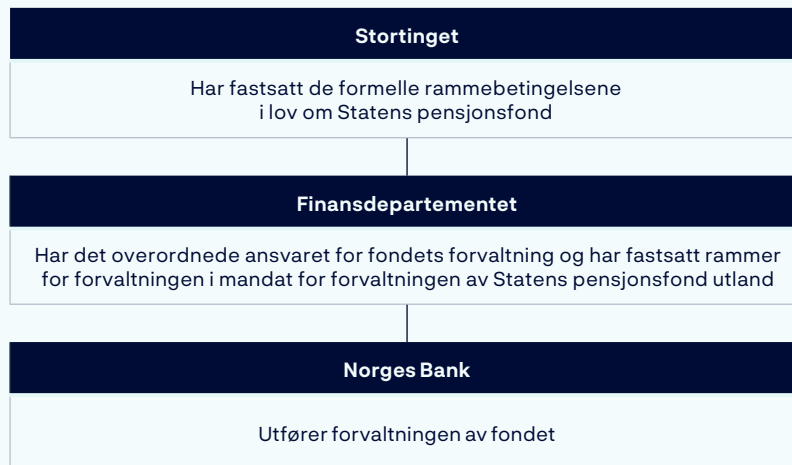 Stortinget
Har fastsatt de formelle rammebetingelsene
i lov om Statens pensjonsfond
Finansdepartementet
Har det overordnede ansvaret for fondets forvaltning og har fastsatt rammer
for forvaltningen i mandat for forvaltningen av Statens pensjonsfond utland
Norges Bank
Utfører forvaltningen av fondet